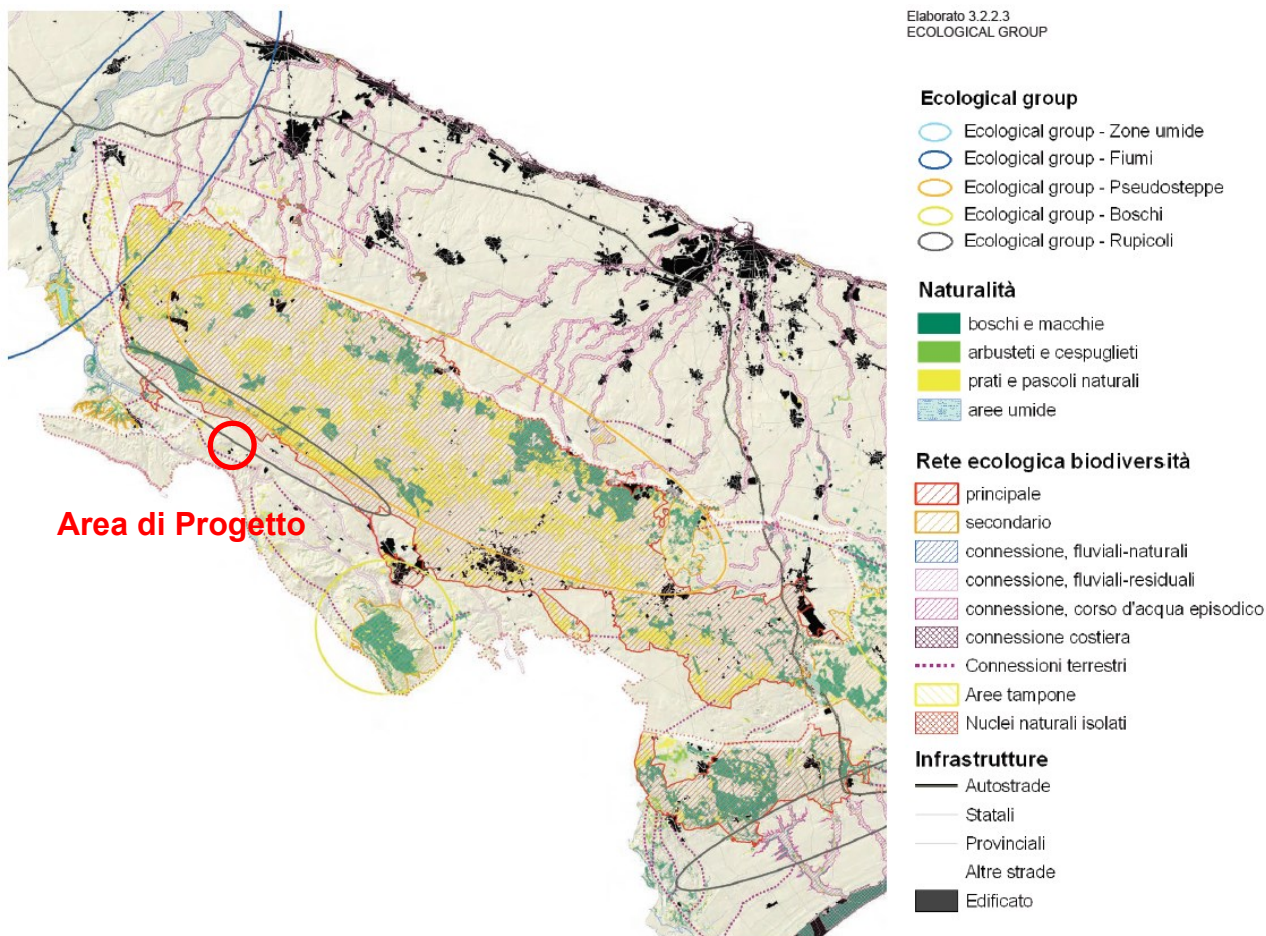 Elaborato 3.2.2.3
ECOLOGICAL GROUP
Ecological group
Ecological group - Zone umide
Ecological group - Fiumi
Ecological group - Pseudosteppe
Ecological group - Boschi
Ecological group - Rupicoli
Naturalità
boschi e macchie
arbusteti e cespuglieti
prati e pascoli naturali
aree umide
Rete ecologica biodiversità
principale
secondario
connessione, fluviali-naturali
connessione, fluviali-residuali
connessione, corso d'acqua episodico
connessione costiera
Connessioni terrestri
Aree tampone
Nuclei naturali isolati
Infrastrutture
Autostrade
Statali
Provinciali
Altre strade
Edificato
Area di Progetto